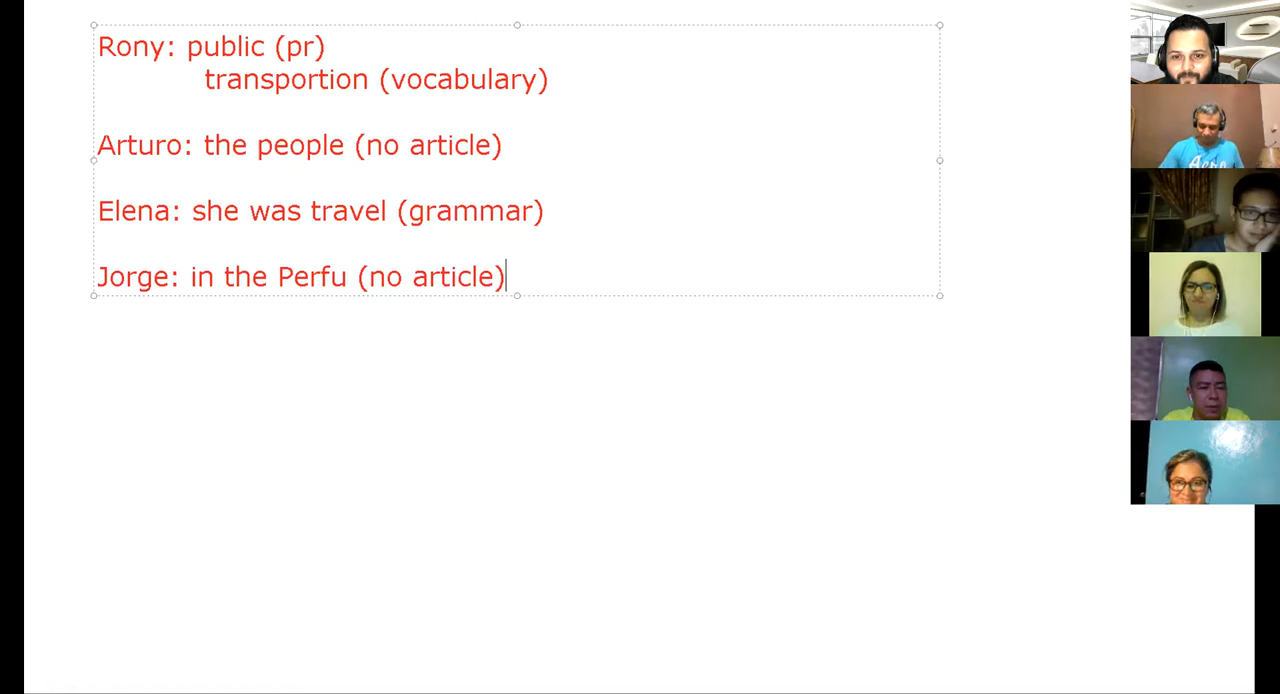 Rony: public (pr)
transportion (vocabulary)
Arturo: the people (no article)
Elena: she was travel (grammar)
Jorge: in the Perfu (no article)